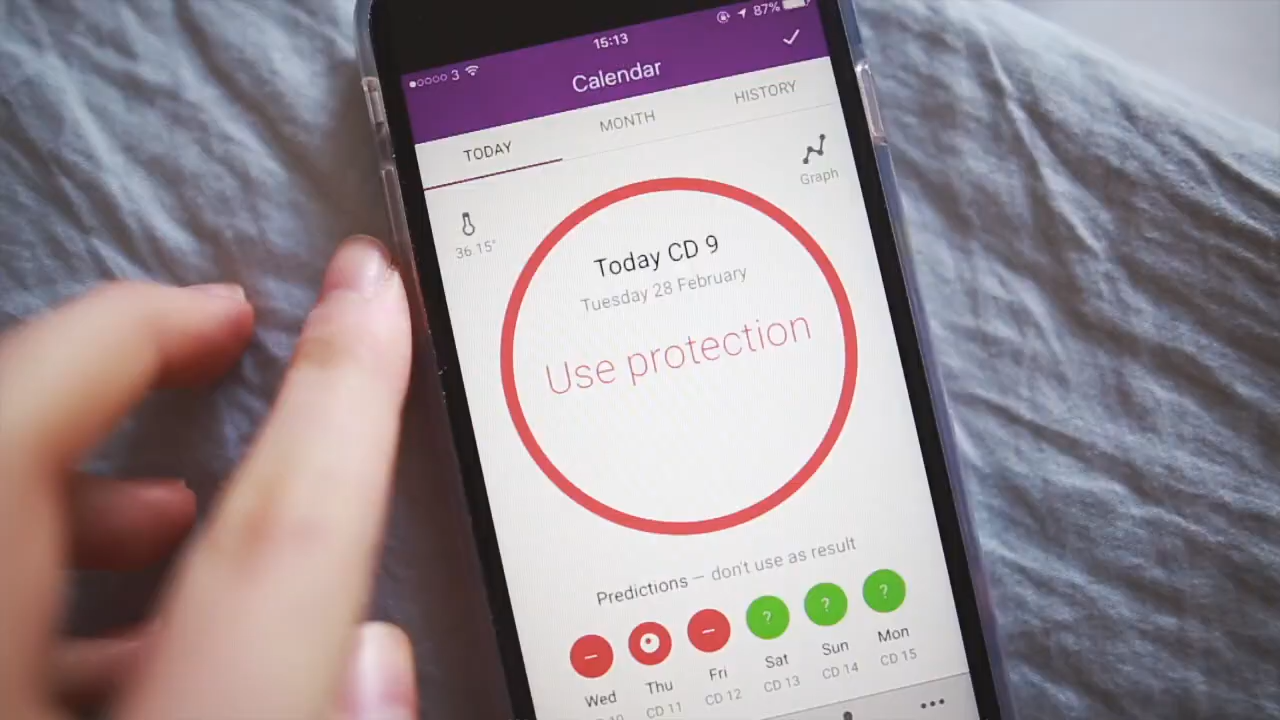 15:13
87%
3
Calendar
TODAY
MONTH
HISTORY
Graph
36.15°
Today CD 9
Tuesday 28 February
Use protection
Predictions — don't use as result
? ? ?
Wed Thu Fri Sat Sun Mon
CD 11 CD 12 CD 13 CD 14 CD 15